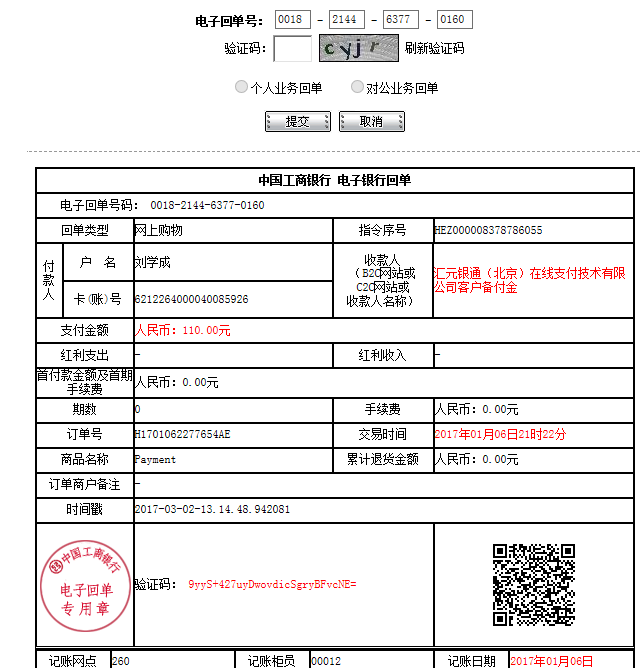 电子回单号： 0018 - 2144 - 6377 - 0160
验证码： cyjr 刷新验证码
个人业务回单 对公业务回单
提交 取消
中国工商银行 电子银行回单
电子回单号码： 0018-2144-6377-0160
回单类型 网上购物 指令序号 HEZ000008378786055
付款人 户 名 刘学成
收款人
（B2C网站或
C2C网站或
收款人名称）
汇元银通（北京）在线支付技术有限
公司客户备付金
卡(账)号 6212264000040085926
支付金额 人民币：110.00元
红利支出 - 红利收入 -
首付款金额及首期
手续费
人民币：0.00元
期数 0 手续费 人民币：0.00元
订单号 H1701062277654AE 交易时间 2017年01月06日21时22分
商品名称 Payment 累计退货金额 人民币：0.00元
订单商户备注 -
时间戳 2017-03-02-13.14.48.942081
中国工商银行
电子回单
专用章
验证码： 9yyS+427uyDwovdicSgryBFvcNE=
记账网点 260 记账柜员 00012 记账日期 2017年01月06日